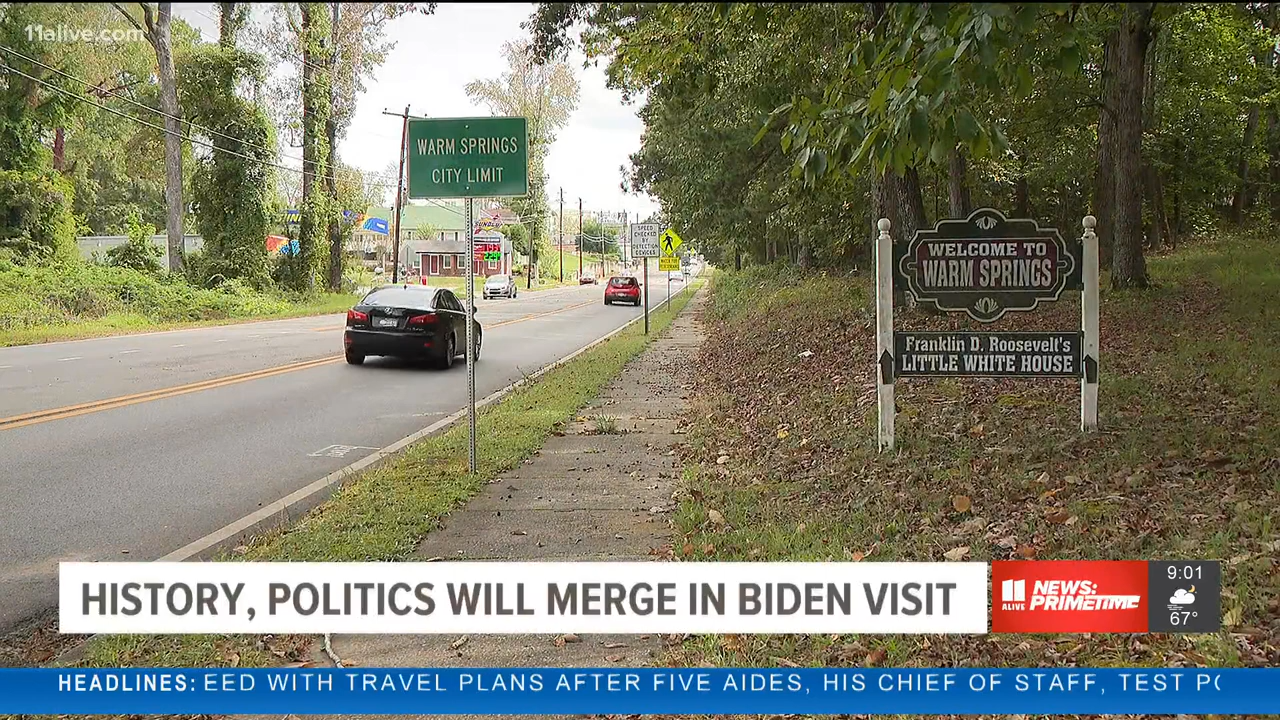 11alive.com
WARM SPRINGS
CITY LIMIT
SPEED
CHECKED
BY
DETECTION
DEVICES
WELCOME TO
WARM SPRINGS
Franklin D. Roosevelt's
LITTLE WHITE HOUSE
HISTORY, POLITICS WILL MERGE IN BIDEN VISIT
11
ALIVE
NEWS:
PRIMETIME
9:01
67°
HEADLINES: EED WITH TRAVEL PLANS AFTER FIVE AIDES, HIS CHIEF OF STAFF, TEST PO